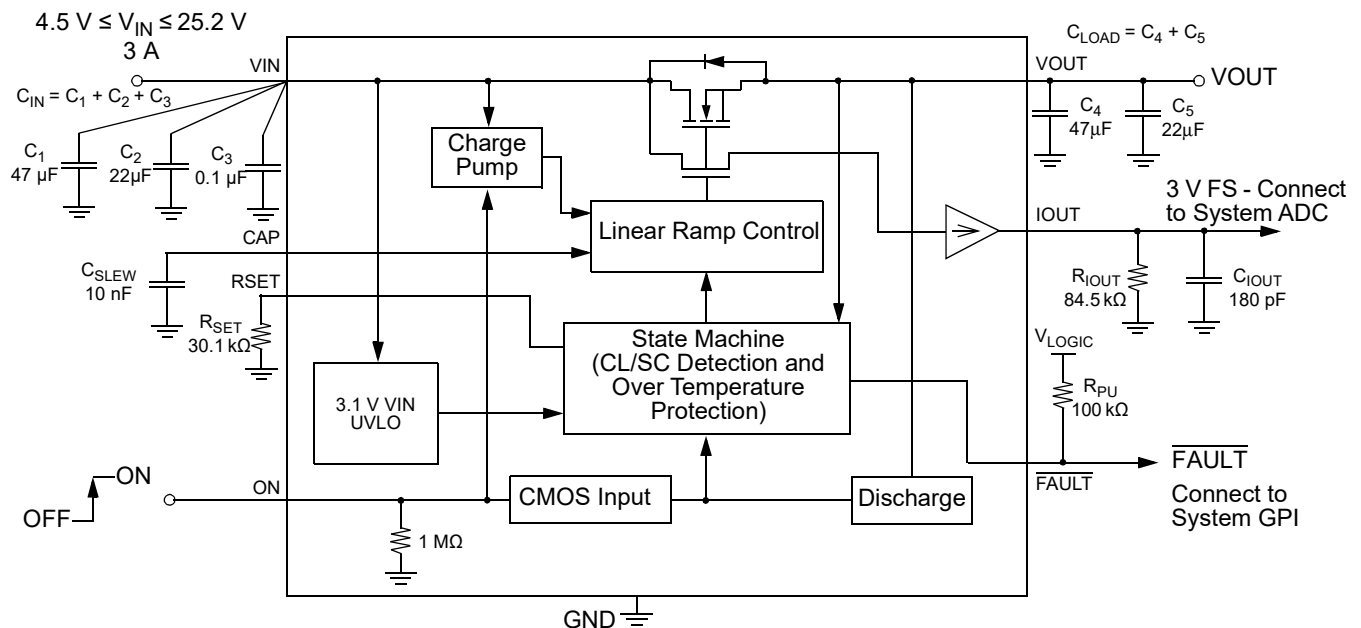 4.5 V ≤ VIN ≤ 25.2 V
3 A
VIN
CIN = C1 + C2 + C3
C1
47 μF
C2
22μF
C3
0.1 μF
CAP
CSLEW
10 nF
RSET
RSET
30.1 kΩ
Charge
Pump
Linear Ramp Control
State Machine
(CL/SC Detection and
Over Temperature
Protection)
3.1 V VIN
UVLO
ON
OFF
ON
CMOS Input
Discharge
1 MΩ
GND
CLOAD = C4 + C5
VOUT
VOUT
C4
47μF
C5
22μF
3 V FS - Connect
to System ADC
IOUT
RIOUT
84.5 kΩ
CIOUT
180 pF
VLOGIC
RPU
100 kΩ
FAULT
FAULT
Connect to
System GPI